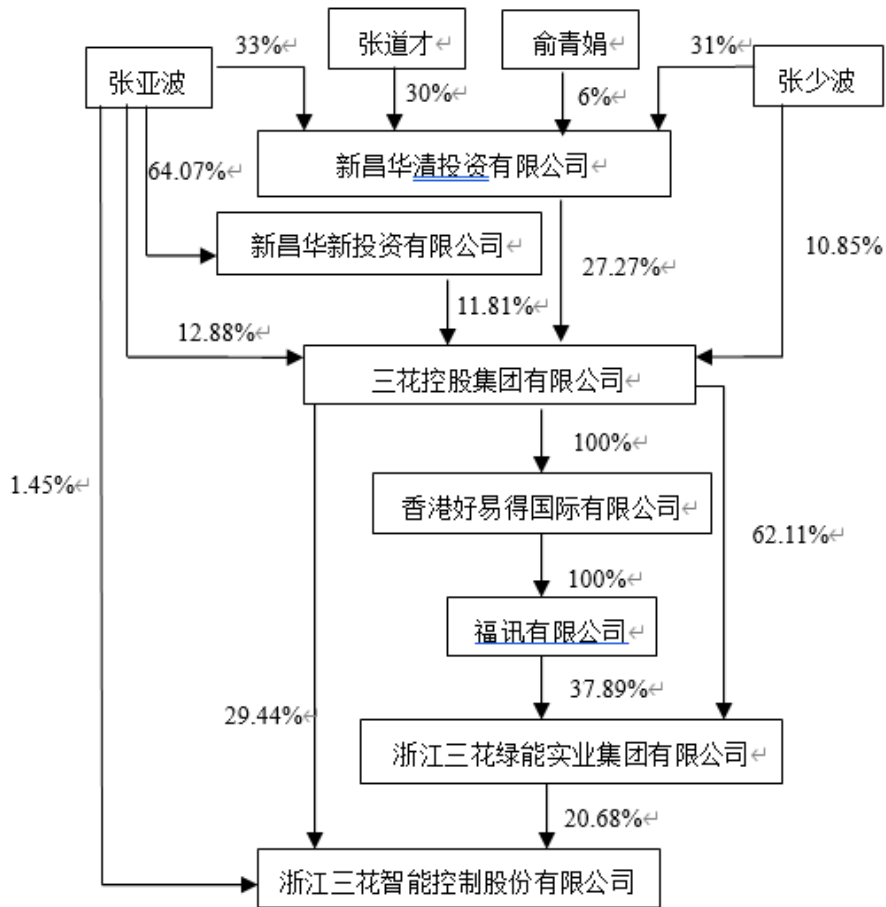 33%↵
张道才↵
俞青娟↵
31%↵
张亚波↵
张少波↵
30%↵
6%↵
新昌华清投资有限公司↵
64.07%↵
新昌华新投资有限公司↵
27.27%↵
10.85%
11.81%↵
12.88%↵
三花控股集团有限公司↵
100%↵
1.45%↵
香港好易得国际有限公司↵
62.11%↵
100%↵
福讯有限公司↵
37.89%↵
29.44%↵
浙江三花绿能实业集团有限公司↵
20.68%↵
浙江三花智能控制股份有限公司